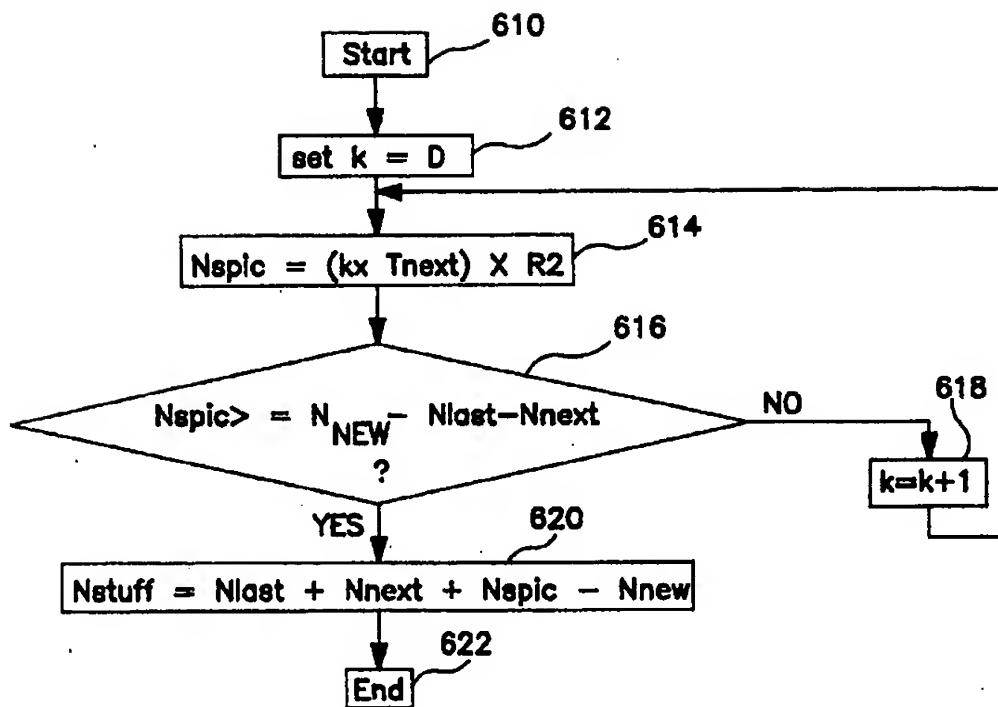 610
Start
612
set k = D
614
Nspic = (kx Tnext) X R2
616
Nspic> = N NEW - Nlast-Nnext
?
NO
618
k=k+1
YES
620
Nstuff = Nlast + Nnext + Nspic - Nnew
622
End